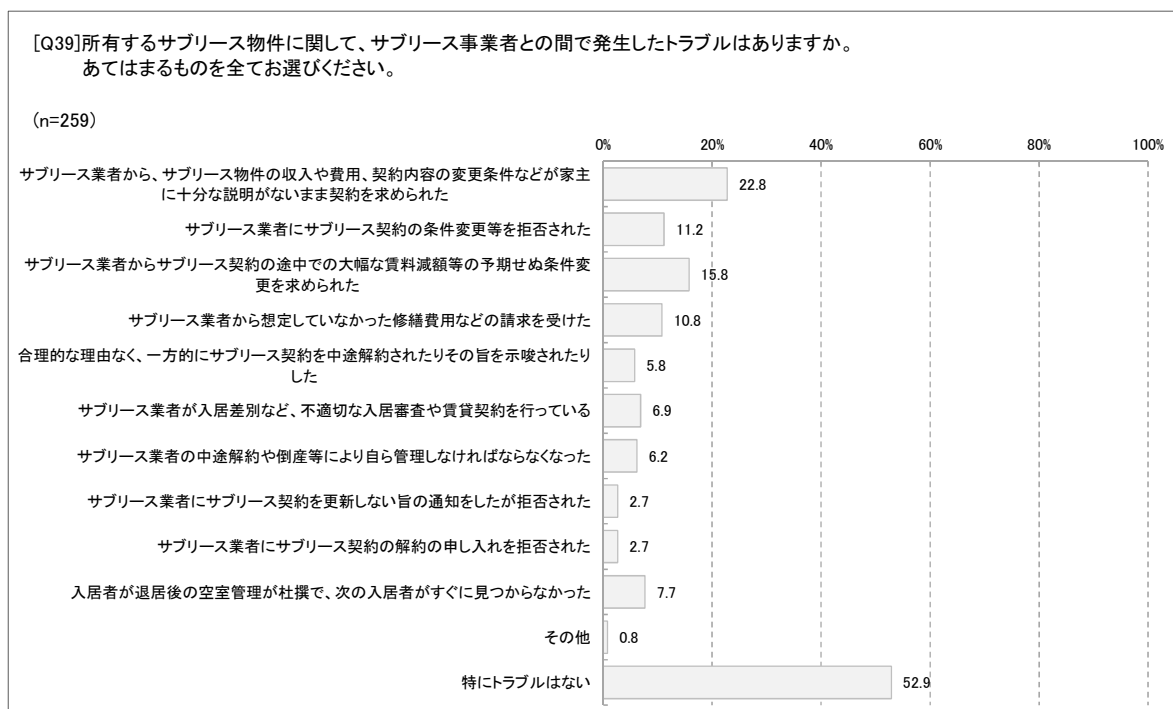 [Q39]所有するサブリース物件に関して、サブリース事業者との間で発生したトラブルはありますか。
あてはまるものを全てお選びください。
(n=259)
0% 20% 40% 60% 80% 100%
サブリース業者から、サブリース物件の収入や費用、契約内容の変更条件などが家主
に十分な説明がないまま契約を求められた
22.8
サブリース業者にサブリース契約の条件変更等を拒否された
11.2
サブリース業者からサブリース契約の途中での大幅な賃料減額等の予期せぬ条件変
更を求められた
15.8
サブリース業者から想定していなかった修繕費用などの請求を受けた
10.8
合理的な理由なく、一方的にサブリース契約を中途解約されたりその旨を示唆されたり
した
5.8
サブリース業者が入居差別など、不適切な入居審査や賃貸契約を行っている
6.9
サブリース業者の中途解約や倒産等により自ら管理しなければならなくなった
6.2
サブリース業者にサブリース契約を更新しない旨の通知をしたが拒否された
2.7
サブリース業者にサブリース契約の解約の申し入れを拒否された
2.7
入居者が退居後の空室管理が杜撰で、次の入居者がすぐに見つからなかった
7.7
その他
0.8
特にトラブルはない
52.9